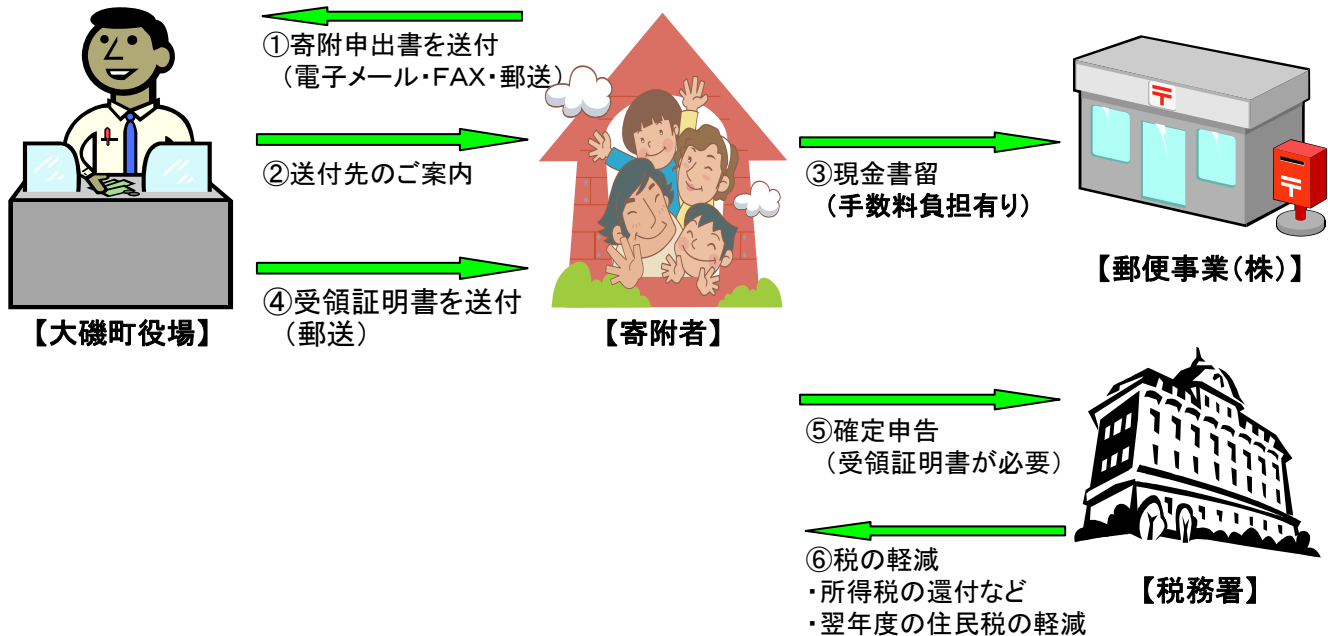 ①寄附申出書を送付
（電子メール・FAX・郵送）
②送付先のご案内
③現金書留
（手数料負担有り）
【郵便事業（株）】
④受領証明書を送付
（郵送）
【大磯町役場】
【寄附者】
⑤確定申告
（受領証明書が必要）
⑥税の軽減
・所得税の還付など
・翌年度の住民税の軽減
【税務署】